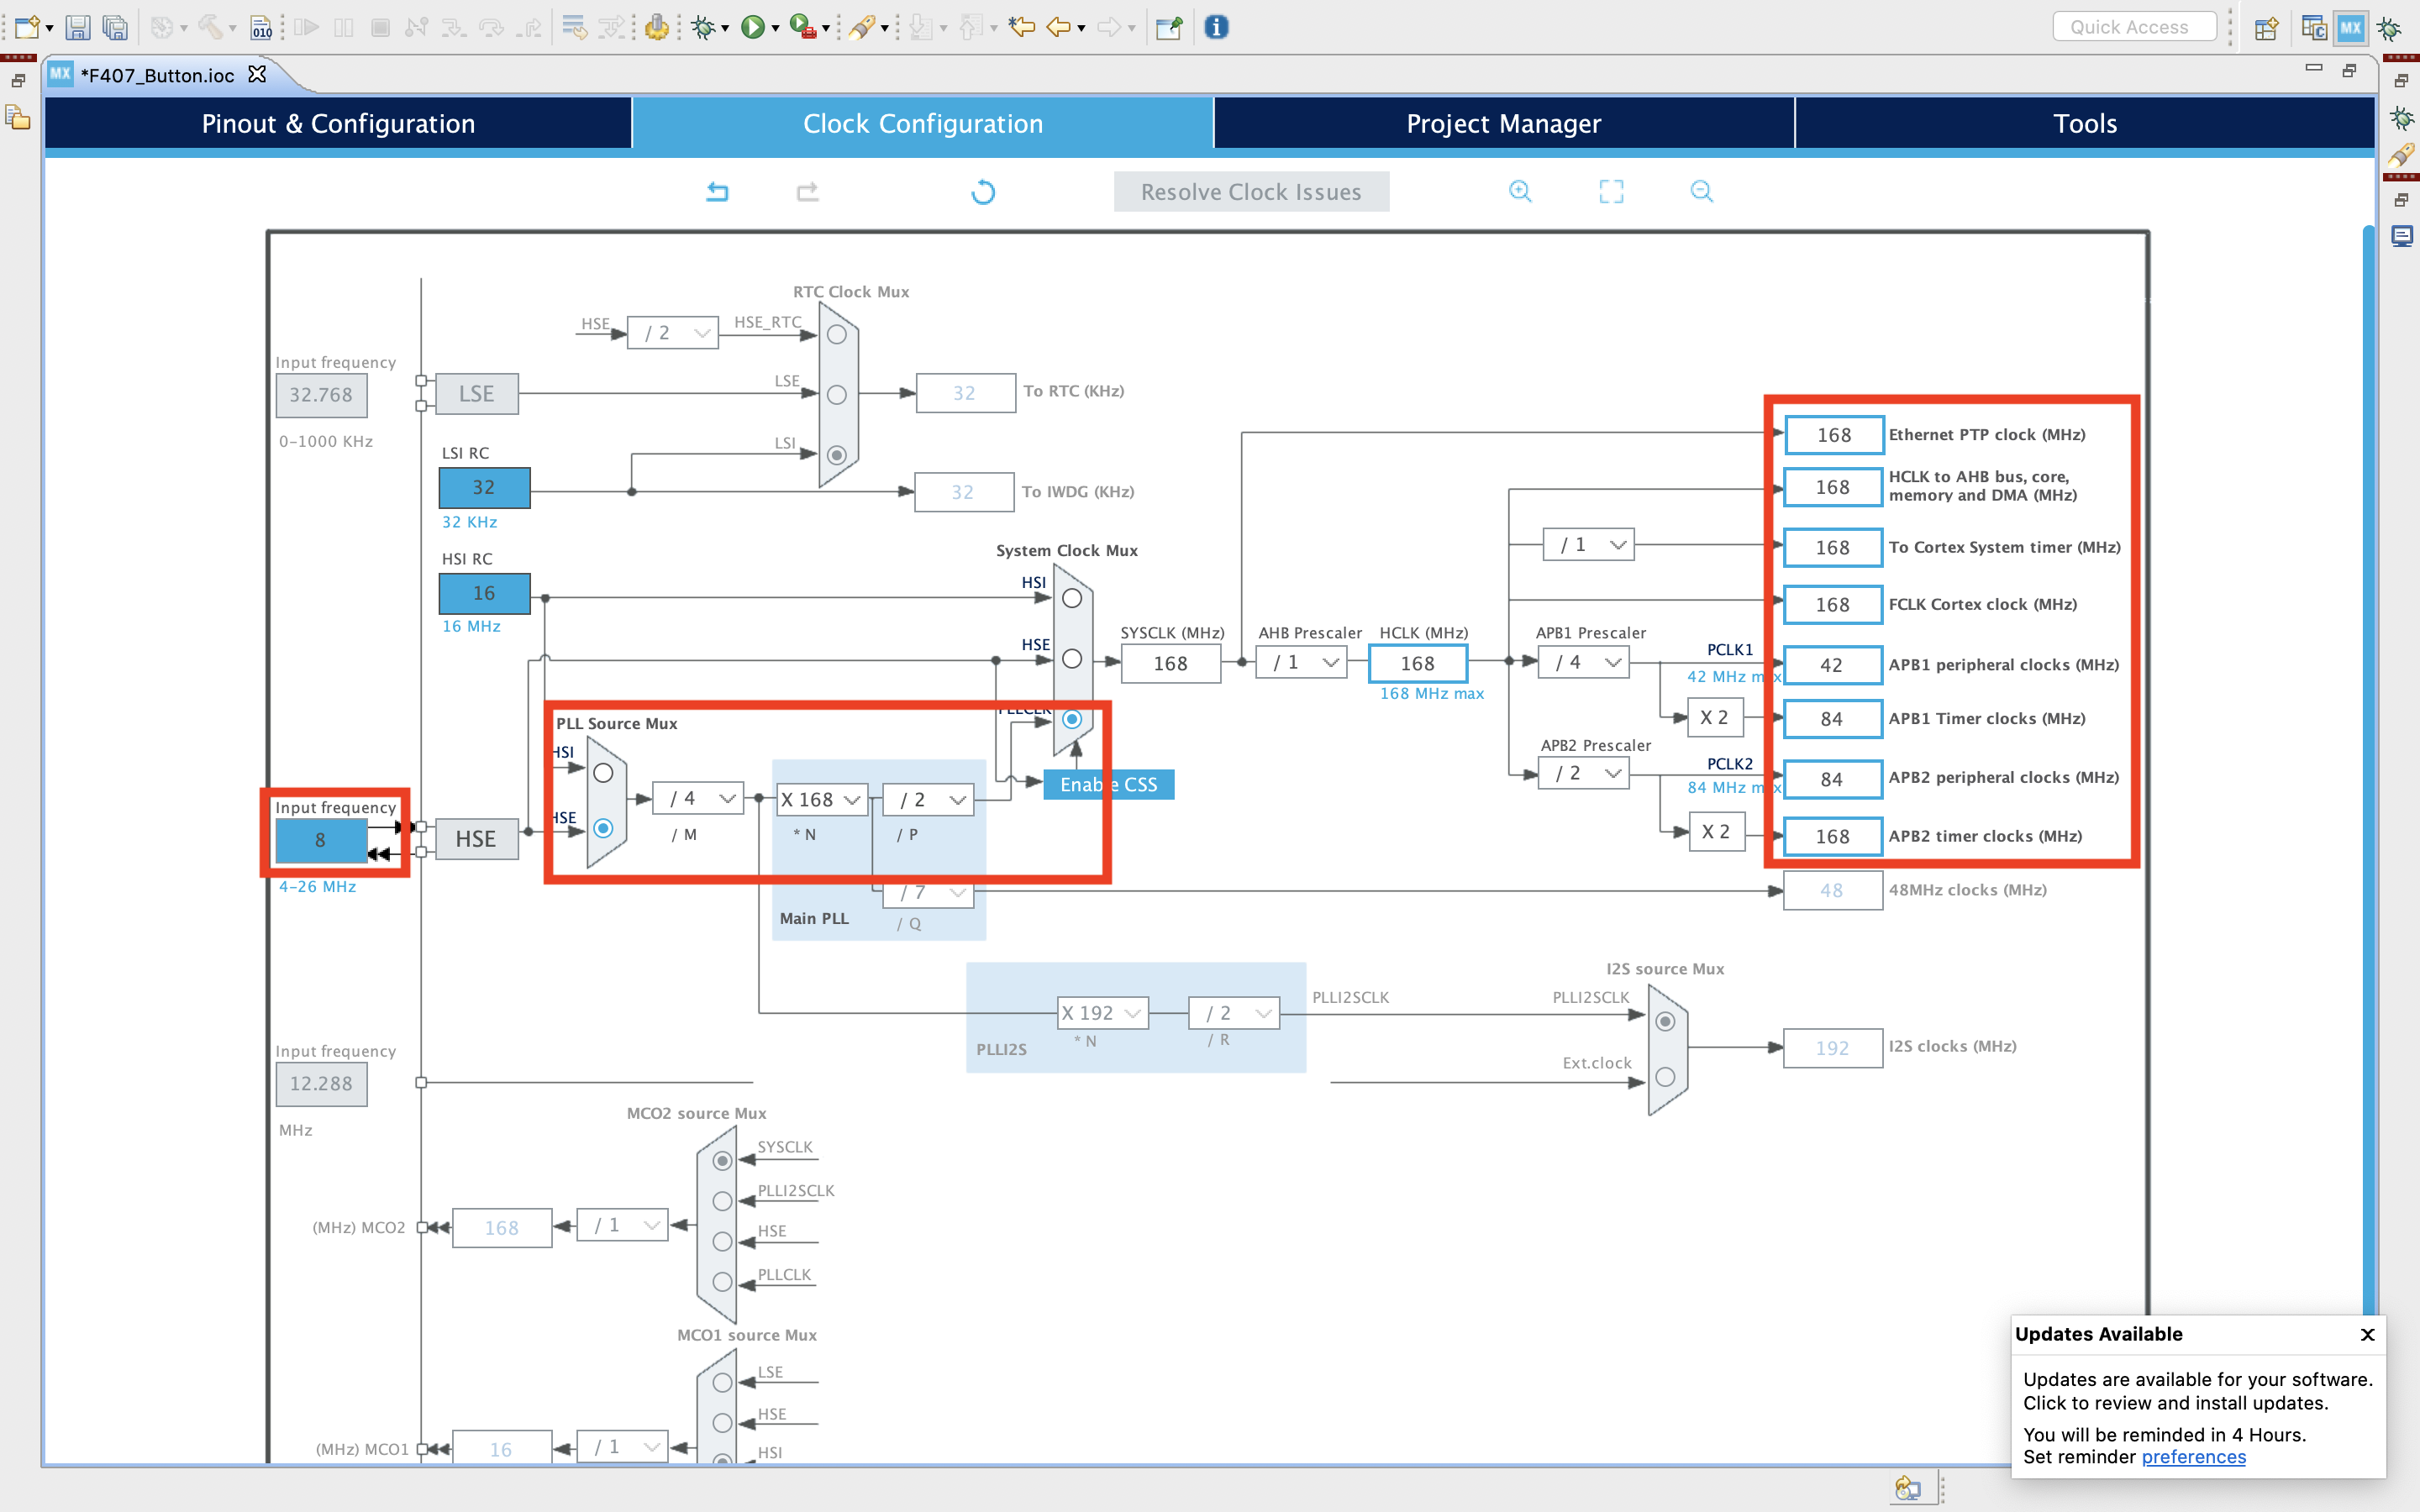 Quick Access
MX
010
MX *F407_Button.ioc
Pinout & Configuration
Clock Configuration
Project Manager
Tools
Resolve Clock Issues
RTC Clock Mux
HSE
/ 2
HSE_RTC
Input frequency
32.768
LSE
LSE
32
To RTC (KHz)
0-1000 KHz
LSI
LSI RC
32
32
To IWDG (KHz)
32 KHz
HSI RC
16
16 MHz
System Clock Mux
HSI
HSE
PLLCLK
SYSCLK (MHz)
168
AHB Prescaler
/ 1
HCLK (MHz)
168
168 MHz max
168
Ethernet PTP clock (MHz)
168
HCLK to AHB bus, core,
memory and DMA (MHz)
/ 1
168
To Cortex System timer (MHz)
168
FCLK Cortex clock (MHz)
APB1 Prescaler
/ 4
PCLK1
42 MHz max
42
APB1 peripheral clocks (MHz)
X 2
84
APB1 Timer clocks (MHz)
APB2 Prescaler
/ 2
PCLK2
84 MHz max
84
APB2 peripheral clocks (MHz)
X 2
168
APB2 timer clocks (MHz)
PLL Source Mux
HSI
HSE
/ 4
/ M
X 168
* N
/ 2
/ P
Enable CSS
Input frequency
8
HSE
4-26 MHz
/ 7
/ Q
Main PLL
48
48MHz clocks (MHz)
X 192
* N
/ 2
/ R
PLLI2S
PLLI2SCLK
I2S source Mux
PLLI2SCLK
Ext.clock
192
I2S clocks (MHz)
Input frequency
12.288
MHz
MCO2 source Mux
SYSCLK
PLLI2SCLK
HSE
PLLCLK
(MHz) MCO2
168
/ 1
MCO1 source Mux
LSE
HSE
HSI
(MHz) MCO1
16
/ 1
Updates Available
X
Updates are available for your software.
Click to review and install updates.
You will be reminded in 4 Hours.
Set reminder preferences